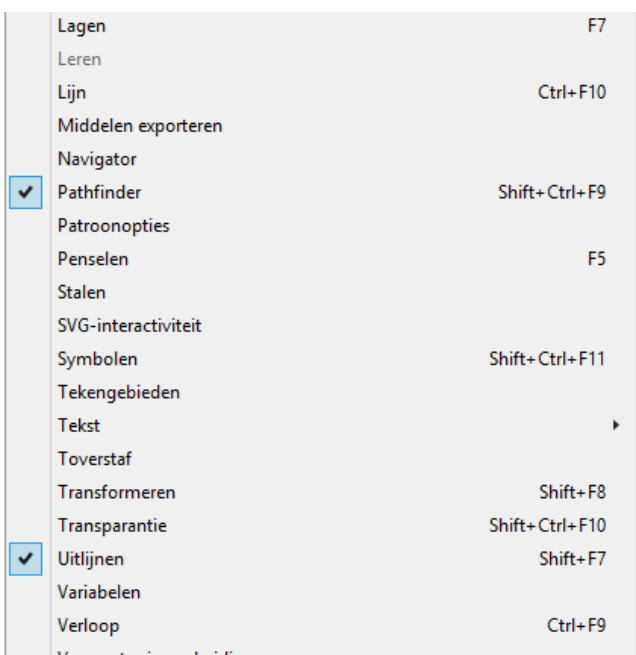 Lagen F7
Leren
Lijn Ctrl+F10
Middelen exporteren
Navigator
Pathfinder Shift+Ctrl+F9
Patroonopties
Penselen F5
Stalen
SVG-interactiviteit
Symbolen Shift+Ctrl+F11
Tekengebieden
Tekst
Toverstaf
Transformeren Shift+F8
Transparantie Shift+Ctrl+F10
Uitlijnen Shift+F7
Variabelen
Verloop Ctrl+F9